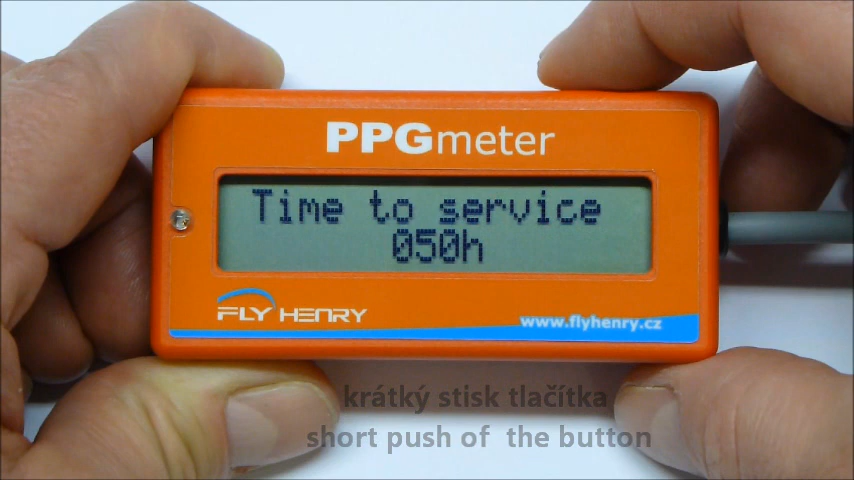 PPGmeter
Time to service
050h
FLY HENRY
www.flyhenry.cz
krátký stisk tlačítka
short push of the button